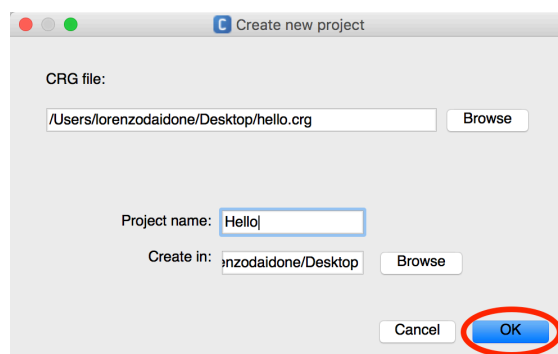 Create new project
CRG file:
/Users/lorenzodaidone/Desktop/hello.crg Browse
Project name: Hello
Create in: enzodaidone/Desktop Browse
Cancel OK